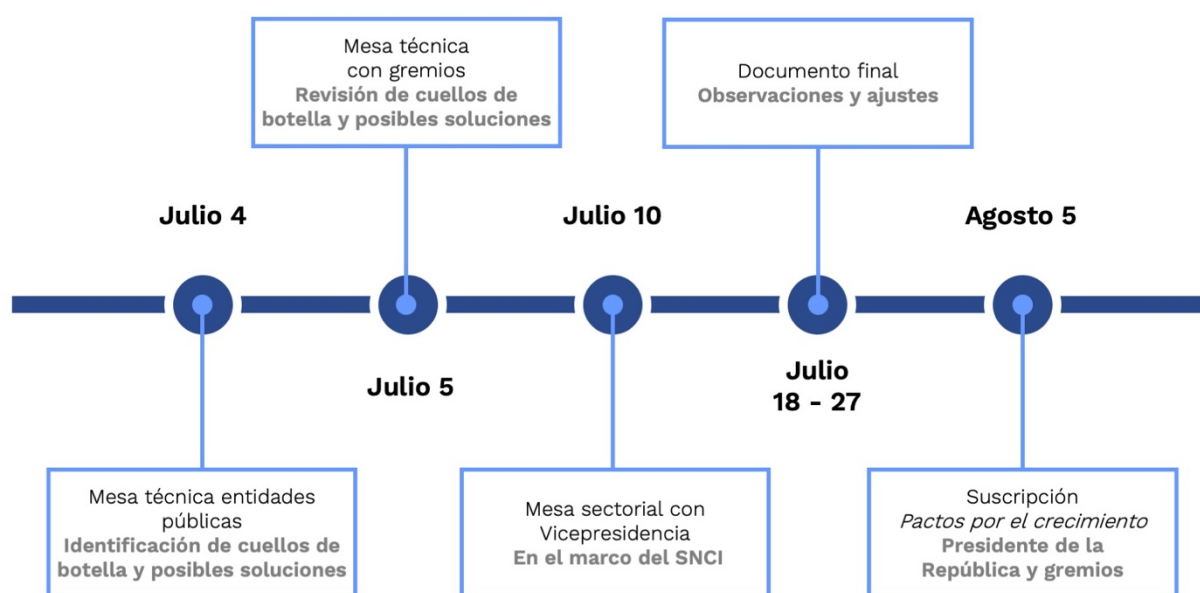 Mesa técnica
con gremios
Revisión de cuellos de
botella y posibles soluciones
Documento final
Observaciones y ajustes
Julio 4
Julio 10
Agosto 5
Julio 5
Julio
18 - 27
Mesa técnica entidades
públicas
Identificación de cuellos de
botella y posibles soluciones
Mesa sectorial con
Vicepresidencia
En el marco del SNCI
Suscripción
Pactos por el crecimiento
Presidente de la
República y gremios